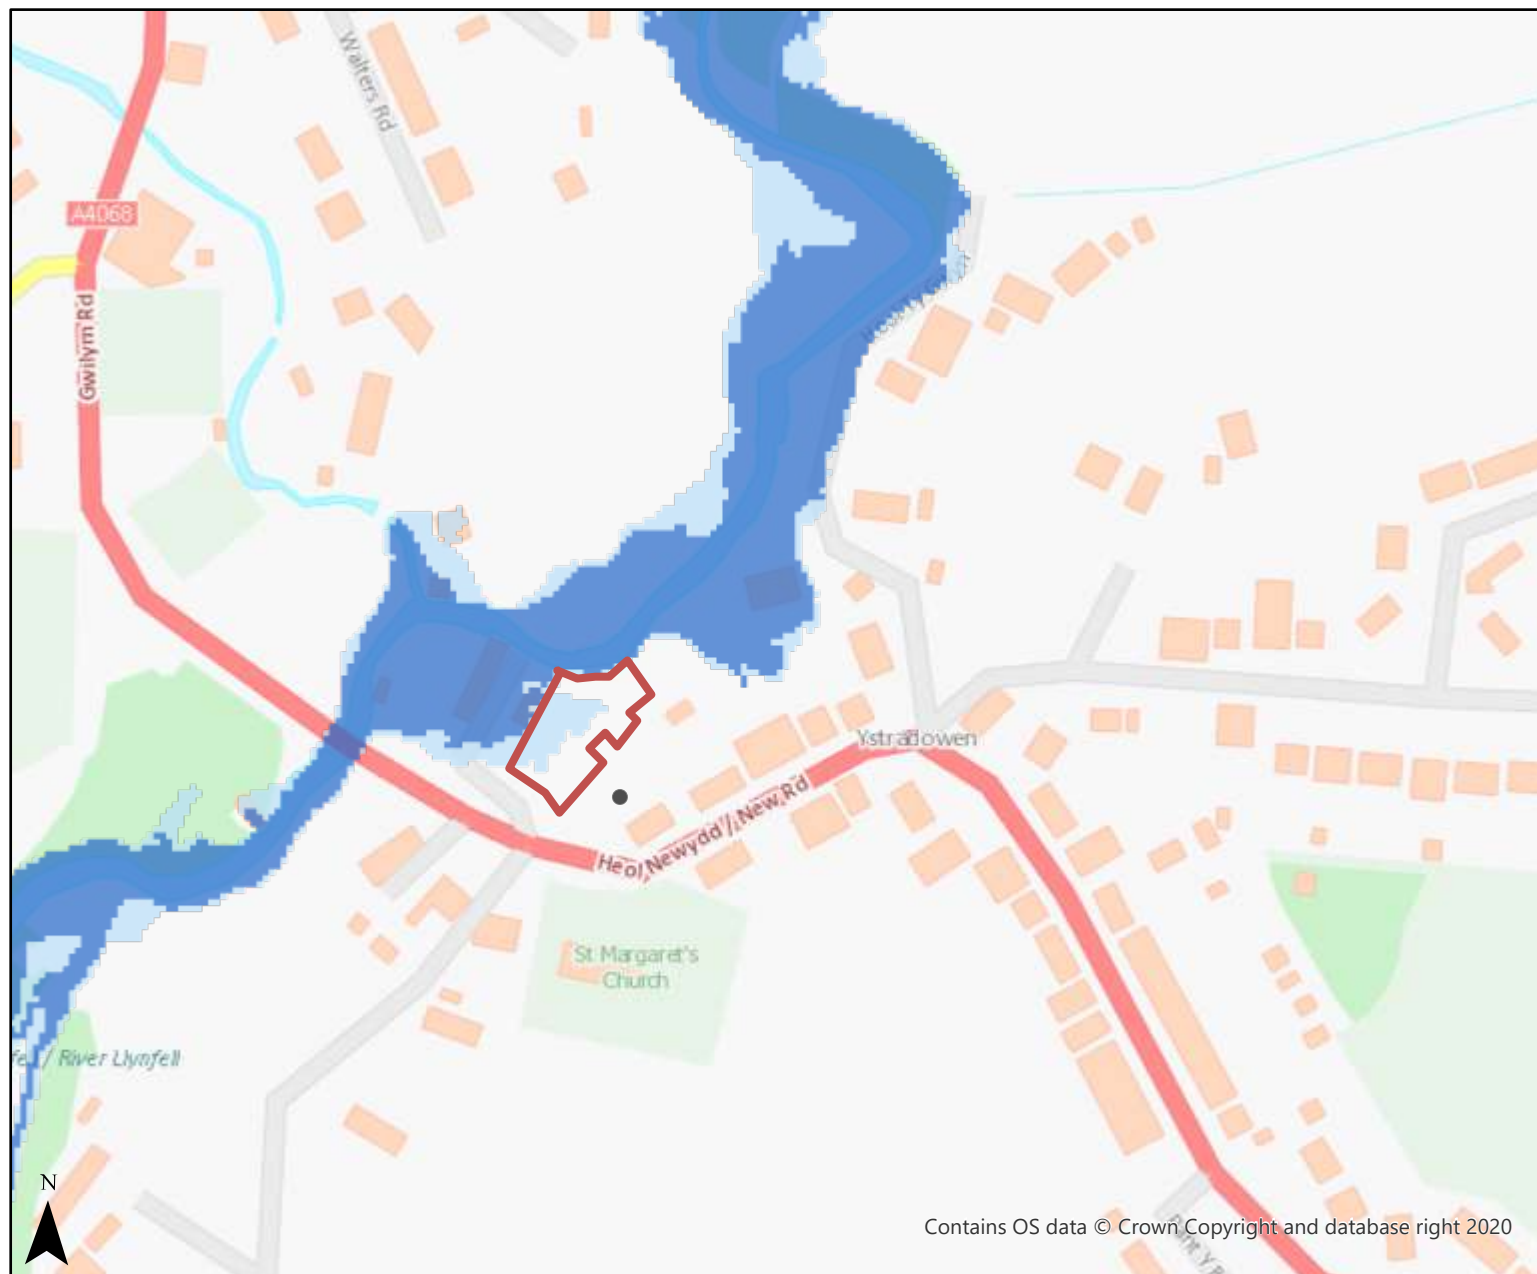 Walters Rd
A4068
Gwilym Rd
Ystradowen
Heol Newydd / New Rd
St Margaret's
Church
/ River Llynfell
N
Contains OS data © Crown Copyright and database right 2020